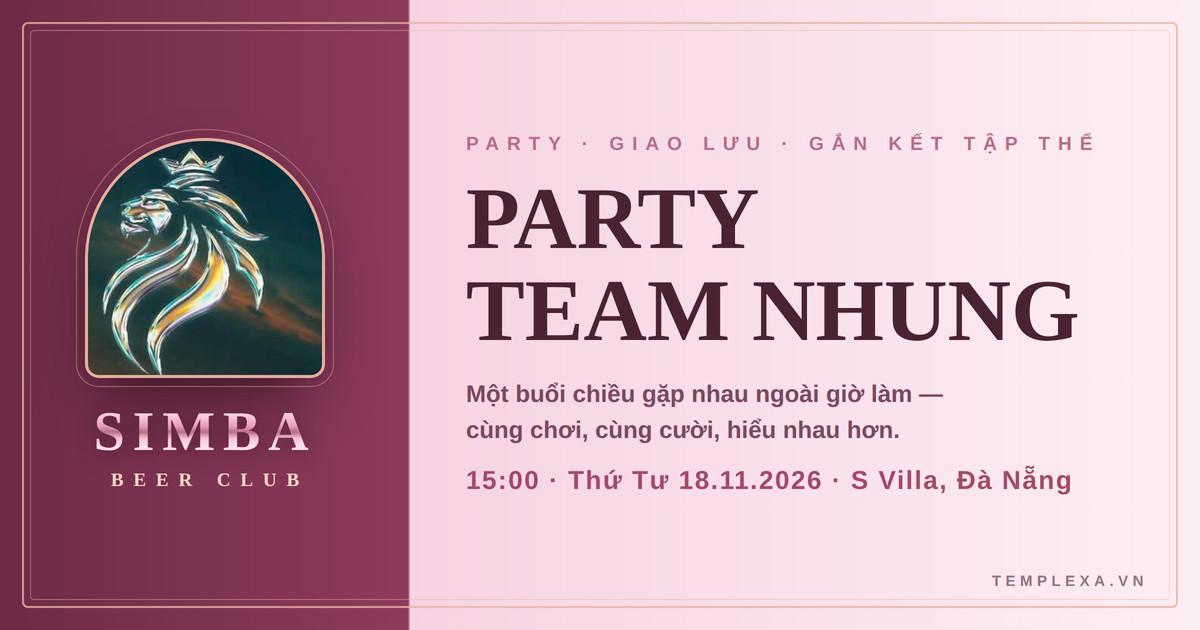 SIMBA
BEER CLUB
PARTY · GIAO LƯU · GẮN KẾT TẬP THỂ
PARTY
TEAM NHUNG
Một buổi chiều gặp nhau ngoài giờ làm —
cùng chơi, cùng cười, hiểu nhau hơn.
15:00 · Thứ Tư 18.11.2026 · S Villa, Đà Nẵng
TEMPLEXA.VN